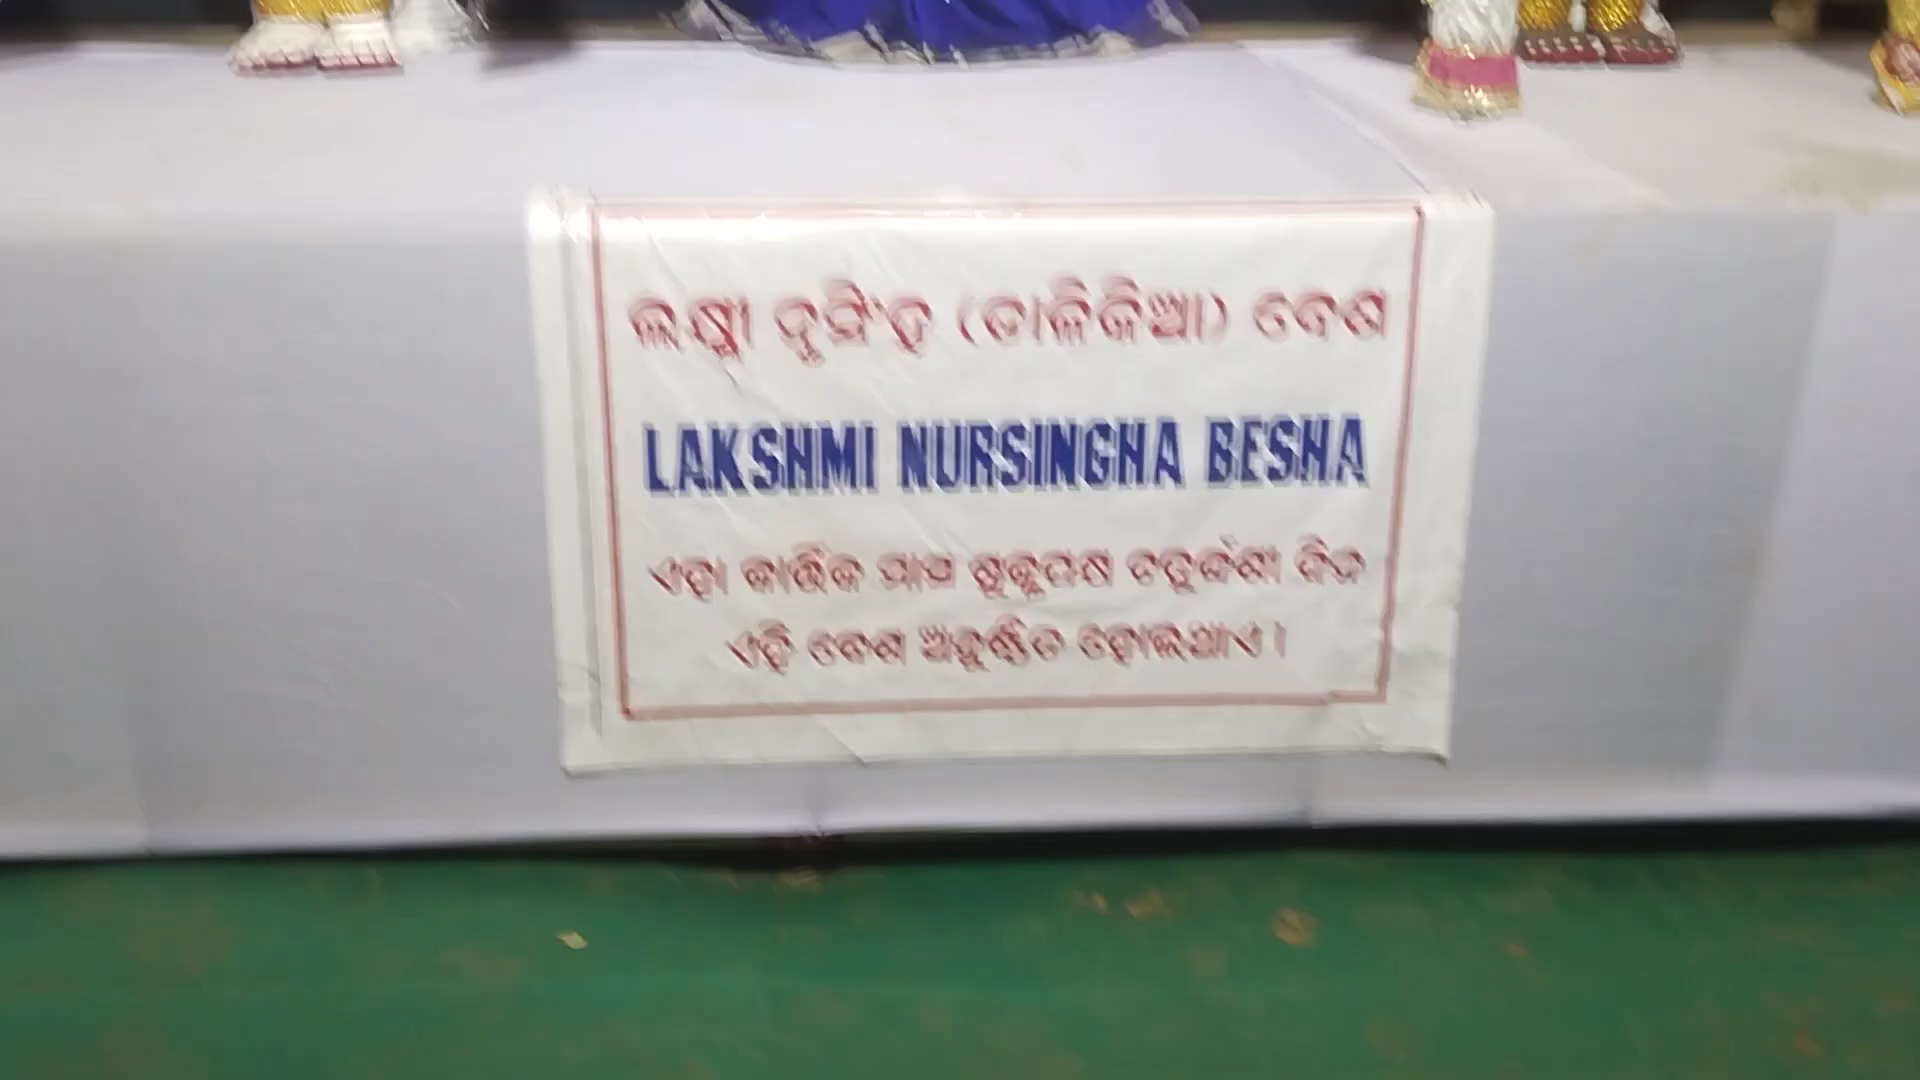 ଲକ୍ଷ୍ମୀ ନୃସିଂହ (ଡାଳିକିଆ) ବେଶ
LAKSHMI NURSINGHA BESHA
ଏହା କାର୍ତ୍ତିକ ମାସ ଶୁକ୍ଳପକ୍ଷ ଚତୁର୍ଦ୍ଦଶୀ ଦିନ
ଏହି ବେଶ ଅନୁଷ୍ଠିତ ହୋଇଥାଏ।